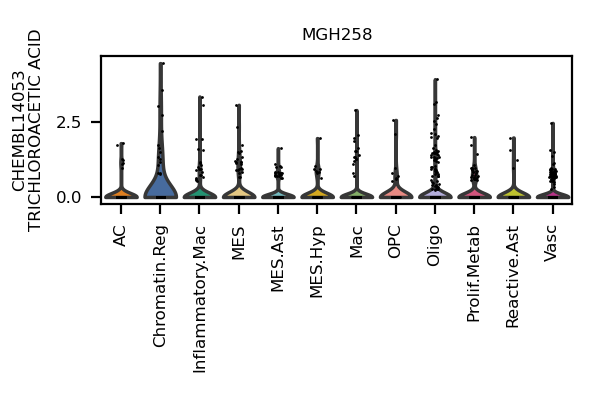 MGH258
CHEMBL14053
TRICHLOROACETIC ACID
2.5
0.0
AC
Chromatin.Reg
Inflammatory.Mac
MES
MES.Ast
MES.Hyp
Mac
OPC
Oligo
Prolif.Metab
Reactive.Ast
Vasc